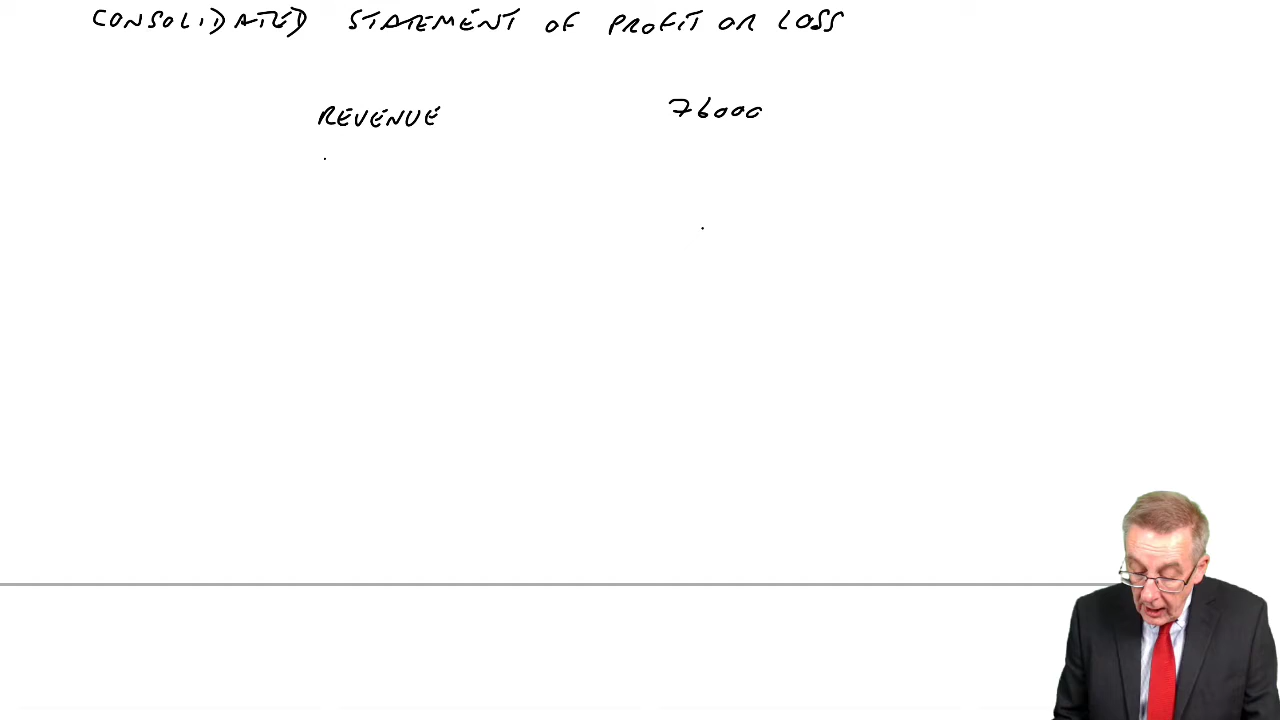 CONSOLIDATED STATEMENT OF PROFIT OR LOSS
REVENUE 76000